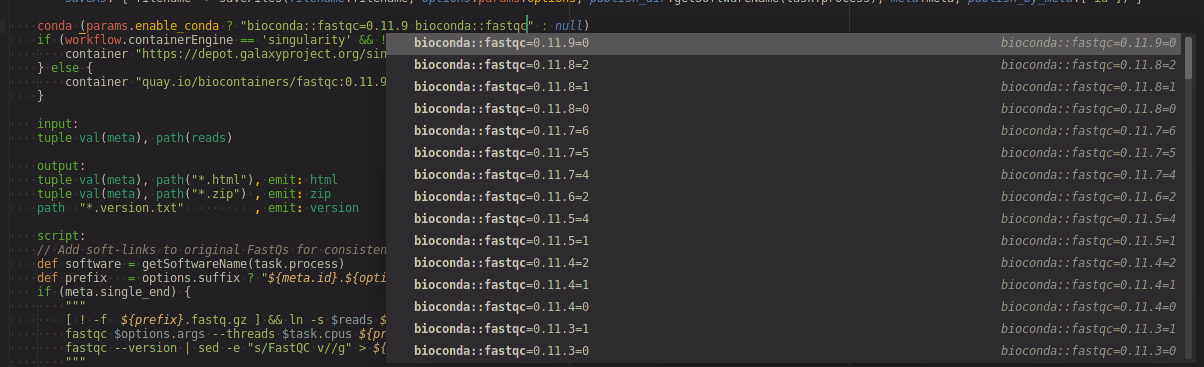 saveAs: { filename -> saveFiles(filename:filename, options:params.options, publish_dir:getSoftwareName(task.process), meta:meta, publish_by_meta:['id']) }
conda (params.enable_conda ? "bioconda::fastqc=0.11.9 bioconda::fastqc" : null)
if (workflow.containerEngine == 'singularity' && !
container "https://depot.galaxyproject.org/sin
} else {
container "quay.io/biocontainers/fastqc:0.11.9
}
input:
tuple val(meta), path(reads)
output:
tuple val(meta), path("*.html"), emit: html
tuple val(meta), path("*.zip") , emit: zip
path "*.version.txt" , emit: version
script:
// Add soft-links to original FastQs for consisten
def software = getSoftwareName(task.process)
def prefix = options.suffix ? "${meta.id}.${opti
if (meta.single_end) {
"""
[ ! -f ${prefix}.fastq.gz ] && ln -s $reads $
fastqc $options.args --threads $task.cpus ${pr
fastqc --version | sed -e "s/FastQC v//g" > ${
"""
bioconda::fastqc=0.11.9=0 bioconda::fastqc=0.11.9=0
bioconda::fastqc=0.11.8=2 bioconda::fastqc=0.11.8=2
bioconda::fastqc=0.11.8=1 bioconda::fastqc=0.11.8=1
bioconda::fastqc=0.11.8=0 bioconda::fastqc=0.11.8=0
bioconda::fastqc=0.11.7=6 bioconda::fastqc=0.11.7=6
bioconda::fastqc=0.11.7=5 bioconda::fastqc=0.11.7=5
bioconda::fastqc=0.11.7=4 bioconda::fastqc=0.11.7=4
bioconda::fastqc=0.11.6=2 bioconda::fastqc=0.11.6=2
bioconda::fastqc=0.11.5=4 bioconda::fastqc=0.11.5=4
bioconda::fastqc=0.11.5=1 bioconda::fastqc=0.11.5=1
bioconda::fastqc=0.11.4=2 bioconda::fastqc=0.11.4=2
bioconda::fastqc=0.11.4=1 bioconda::fastqc=0.11.4=1
bioconda::fastqc=0.11.4=0 bioconda::fastqc=0.11.4=0
bioconda::fastqc=0.11.3=1 bioconda::fastqc=0.11.3=1
bioconda::fastqc=0.11.3=0 bioconda::fastqc=0.11.3=0